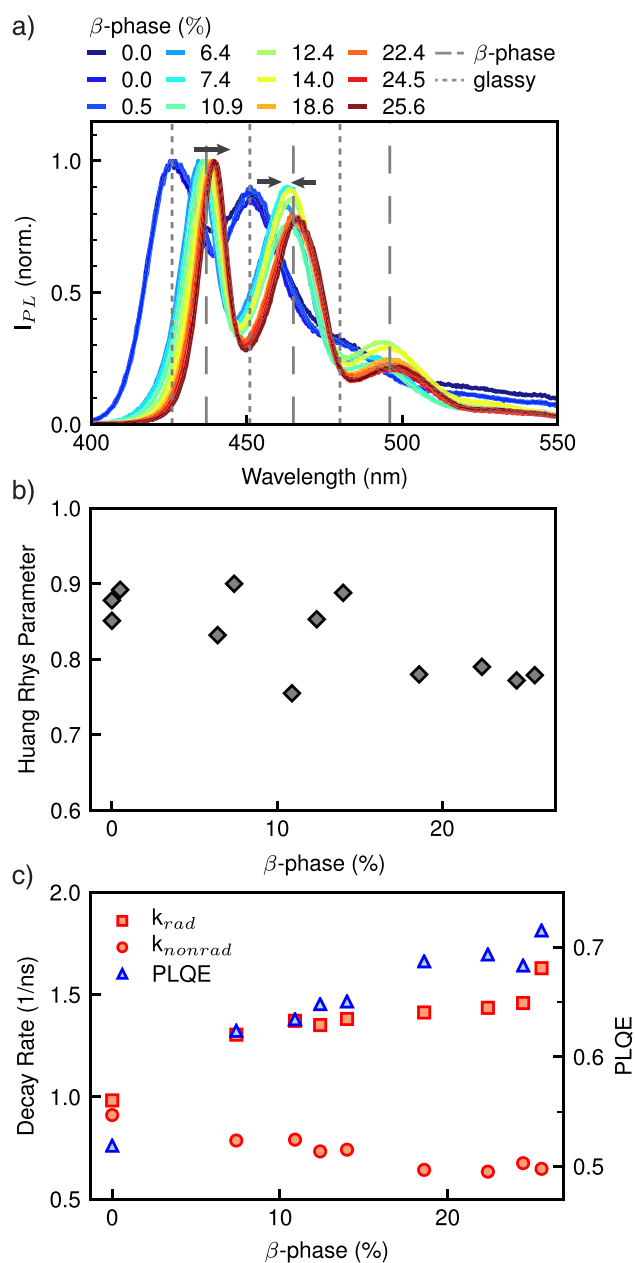 a)
β-phase (%)
0.0 6.4 12.4 22.4 β-phase
0.0 7.4 14.0 24.5 glassy
0.5 10.9 18.6 25.6
1.0
0.5
0.0
I_PL (norm.)
400 450 500 550
Wavelength (nm)
b)
1.0
0.9
0.8
0.7
0.6
Huang Rhys Parameter
0 10 20
β-phase (%)
c)
2.0
1.5
1.0
0.5
Decay Rate (1/ns)
k_rad
k_nonrad
PLQE
0.7
0.6
0.5
PLQE
0 10 20
β-phase (%)